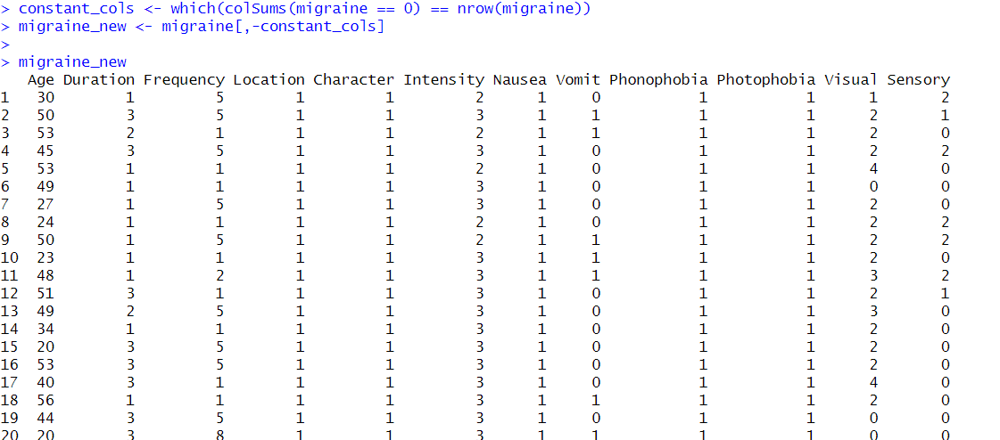 > constant_cols <- which(colSums(migraine == 0) == nrow(migraine))
> migraine_new <- migraine[,-constant_cols]
>
> migraine_new
Age Duration Frequency Location Character Intensity Nausea Vomit Phonophobia Photophobia Visual Sensory
1 30 1 5 1 1 2 1 0 1 1 1 2
2 50 3 5 1 1 3 1 1 1 1 2 1
3 53 2 1 1 1 2 1 1 1 1 2 0
4 45 3 5 1 1 3 1 0 1 1 2 2
5 53 1 1 1 1 2 1 0 1 1 4 0
6 49 1 1 1 1 3 1 0 1 1 0 0
7 27 1 5 1 1 3 1 0 1 1 2 0
8 24 1 1 1 1 2 1 0 1 1 2 2
9 50 1 5 1 1 2 1 1 1 1 2 2
10 23 1 1 1 1 3 1 1 1 1 2 0
11 48 1 2 1 1 3 1 1 1 1 3 2
12 51 3 1 1 1 3 1 0 1 1 2 1
13 49 2 5 1 1 3 1 0 1 1 3 0
14 34 1 1 1 1 3 1 0 1 1 2 0
15 20 3 5 1 1 3 1 0 1 1 2 0
16 53 3 5 1 1 3 1 0 1 1 2 0
17 40 3 1 1 1 3 1 0 1 1 4 0
18 56 1 1 1 1 3 1 1 1 1 2 0
19 44 3 5 1 1 3 1 0 1 1 0 0
20 20 3 8 1 1 3 1 1 1 1 0 0